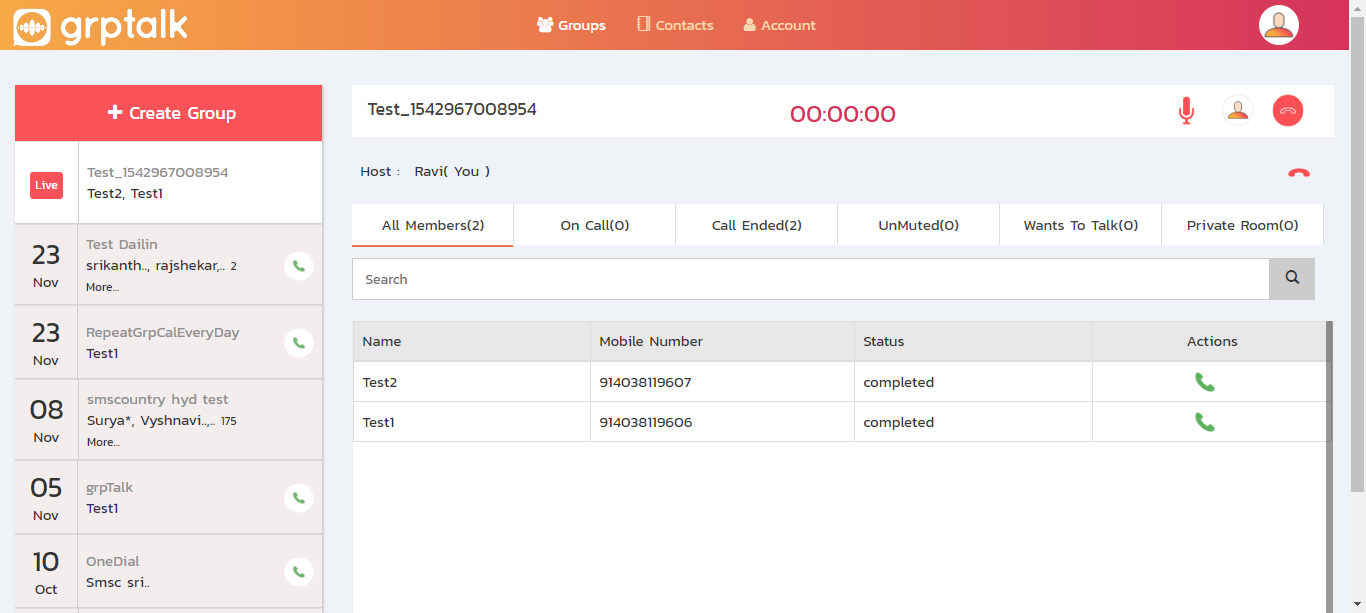 grptalk
Groups Contacts Account
Create Group
Live
Test_1542967008954
Test2, Test1
23
Nov
Test Dailin
srikanth.., rajshekar,.. 2
More...
23
Nov
RepeatGrpCalEveryDay
Test1
08
Nov
smscountry hyd test
Surya*, Vyshnavi..,.. 175
More...
05
Nov
grpTalk
Test1
10
Oct
OneDial
Smsc sri..
Test_1542967008954
00:00:00
Host : Ravi( You )
All Members(2) On Call(0) Call Ended(2) UnMuted(0) Wants To Talk(0) Private Room(0)
Search
Name Mobile Number Status Actions
Test2 914038119607 completed
Test1 914038119606 completed